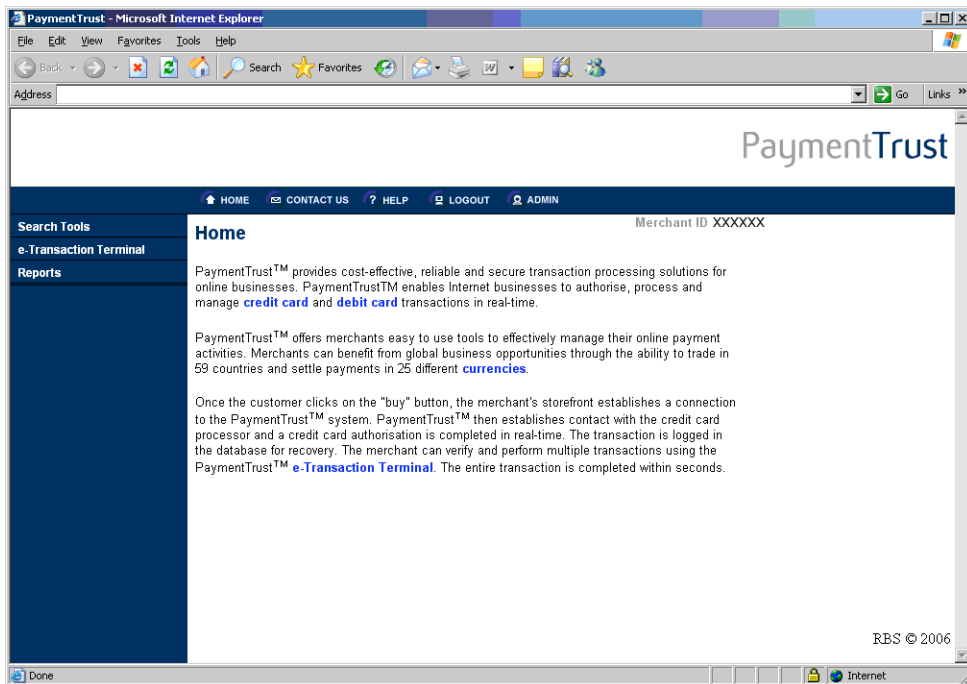 PaymentTrust - Microsoft Internet Explorer
File Edit View Favorites Tools Help
Back Search Favorites
Address Go Links »
PaymentTrust
HOME CONTACT US ? HELP LOGOUT ADMIN
Search Tools
e-Transaction Terminal
Reports
Merchant ID XXXXXX
Home
PaymentTrust™ provides cost-effective, reliable and secure transaction processing solutions for
online businesses. PaymentTrustTM enables Internet businesses to authorise, process and
manage credit card and debit card transactions in real-time.
PaymentTrust™ offers merchants easy to use tools to effectively manage their online payment
activities. Merchants can benefit from global business opportunities through the ability to trade in
59 countries and settle payments in 25 different currencies.
Once the customer clicks on the "buy" button, the merchant's storefront establishes a connection
to the PaymentTrust™ system. PaymentTrust™ then establishes contact with the credit card
processor and a credit card authorisation is completed in real-time. The transaction is logged in
the database for recovery. The merchant can verify and perform multiple transactions using the
PaymentTrust™ e-Transaction Terminal. The entire transaction is completed within seconds.
RBS © 2006
Done Internet